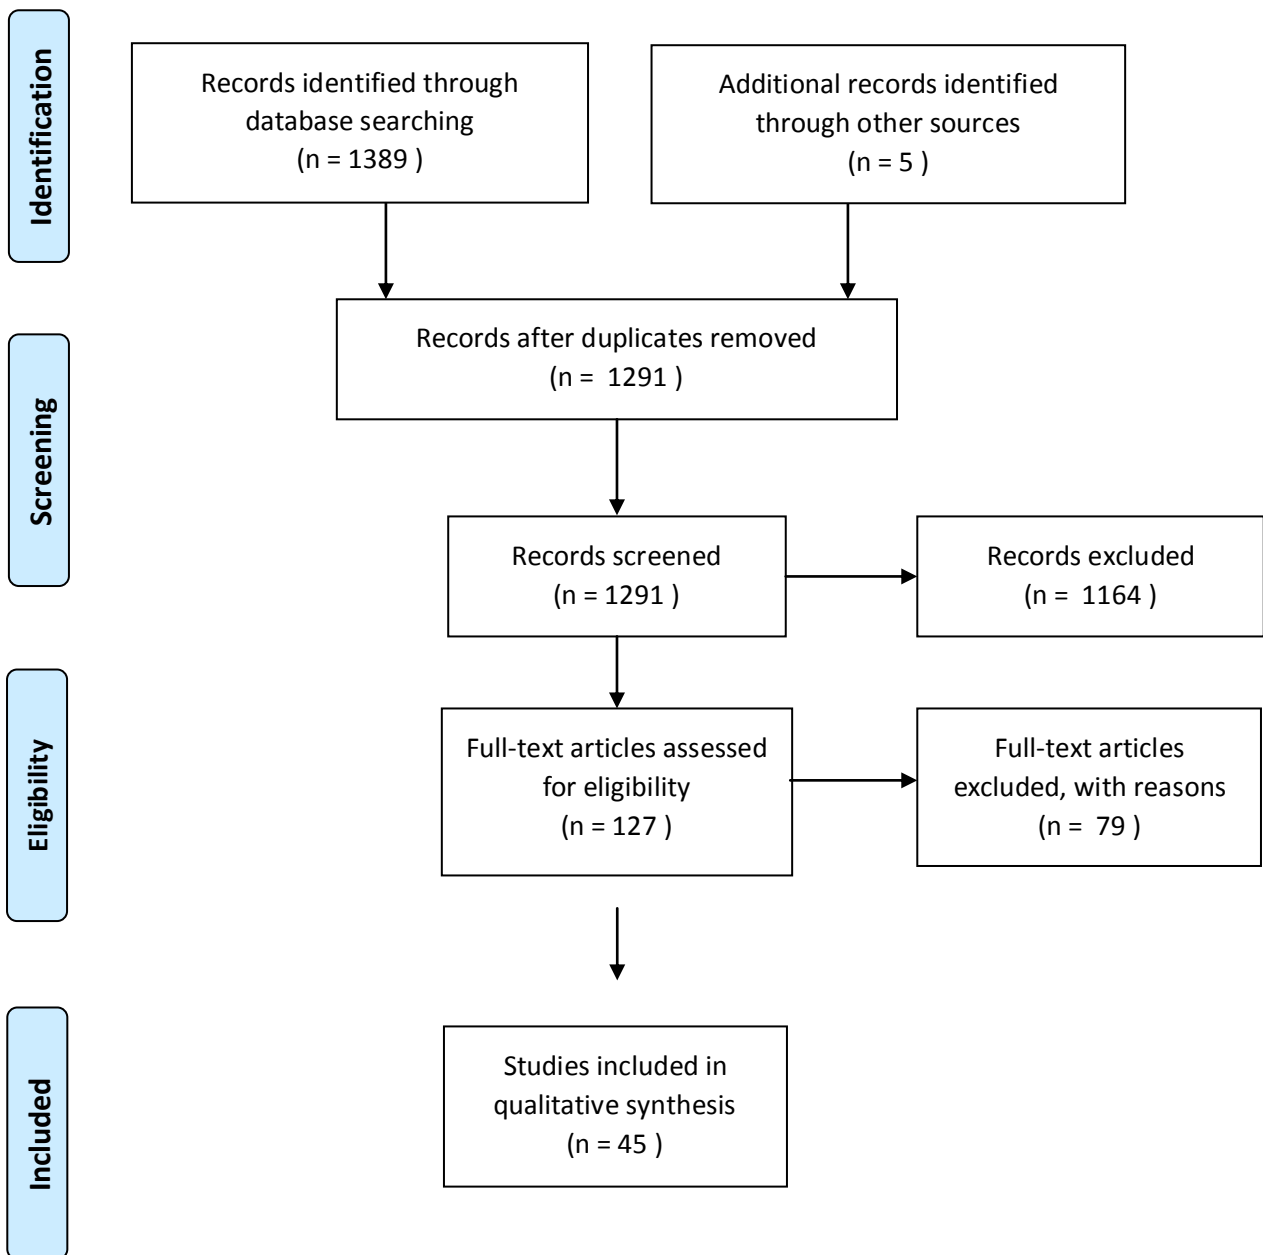 Identification
Records identified through
database searching
(n = 1389 )
Additional records identified
through other sources
(n = 5 )
Screening
Records after duplicates removed
(n =  1291 )
Records screened
(n = 1291 )
Records excluded
(n =  1164 )
Eligibility
Full-text articles assessed
for eligibility
(n = 127 )
Full-text articles
excluded, with reasons
(n =  79 )
Included
Studies included in
qualitative synthesis
(n = 45 )